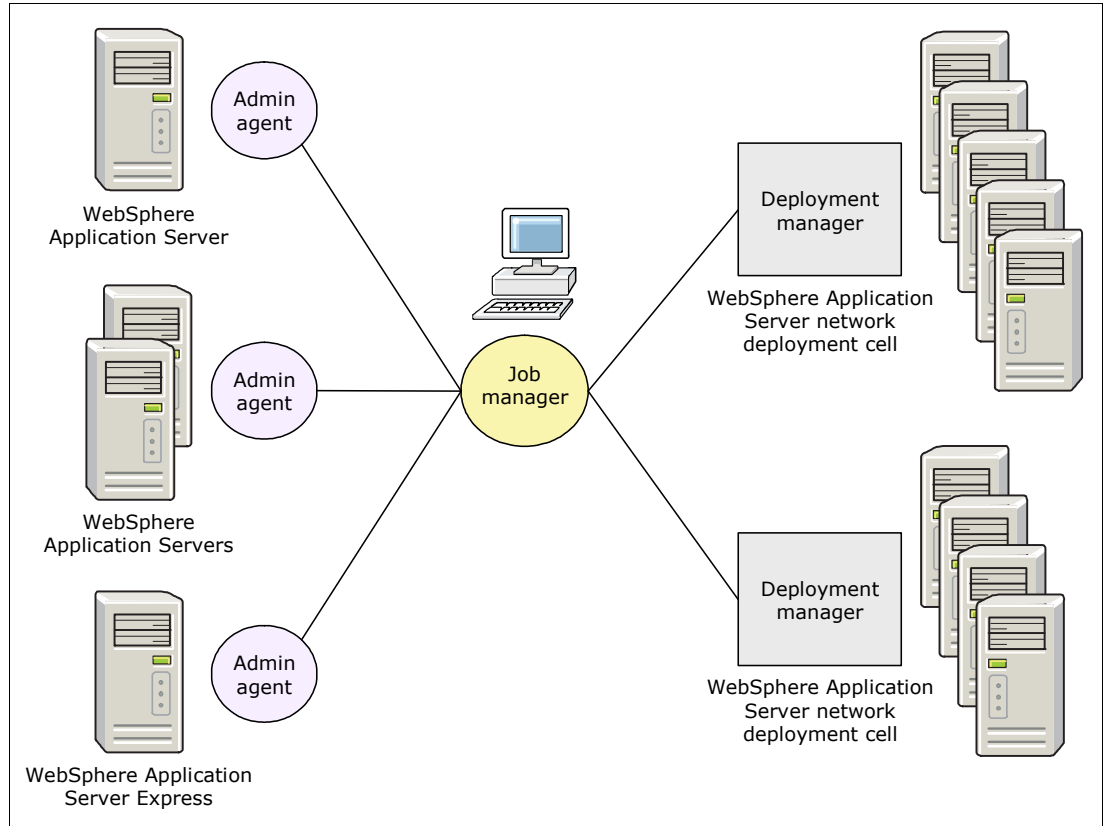 Admin
agent
WebSphere
Application Server
Admin
agent
WebSphere
Application Servers
Admin
agent
WebSphere Application
Server Express
Job
manager
Deployment
manager
WebSphere Application
Server network
deployment cell
Deployment
manager
WebSphere Application
Server network
deployment cell